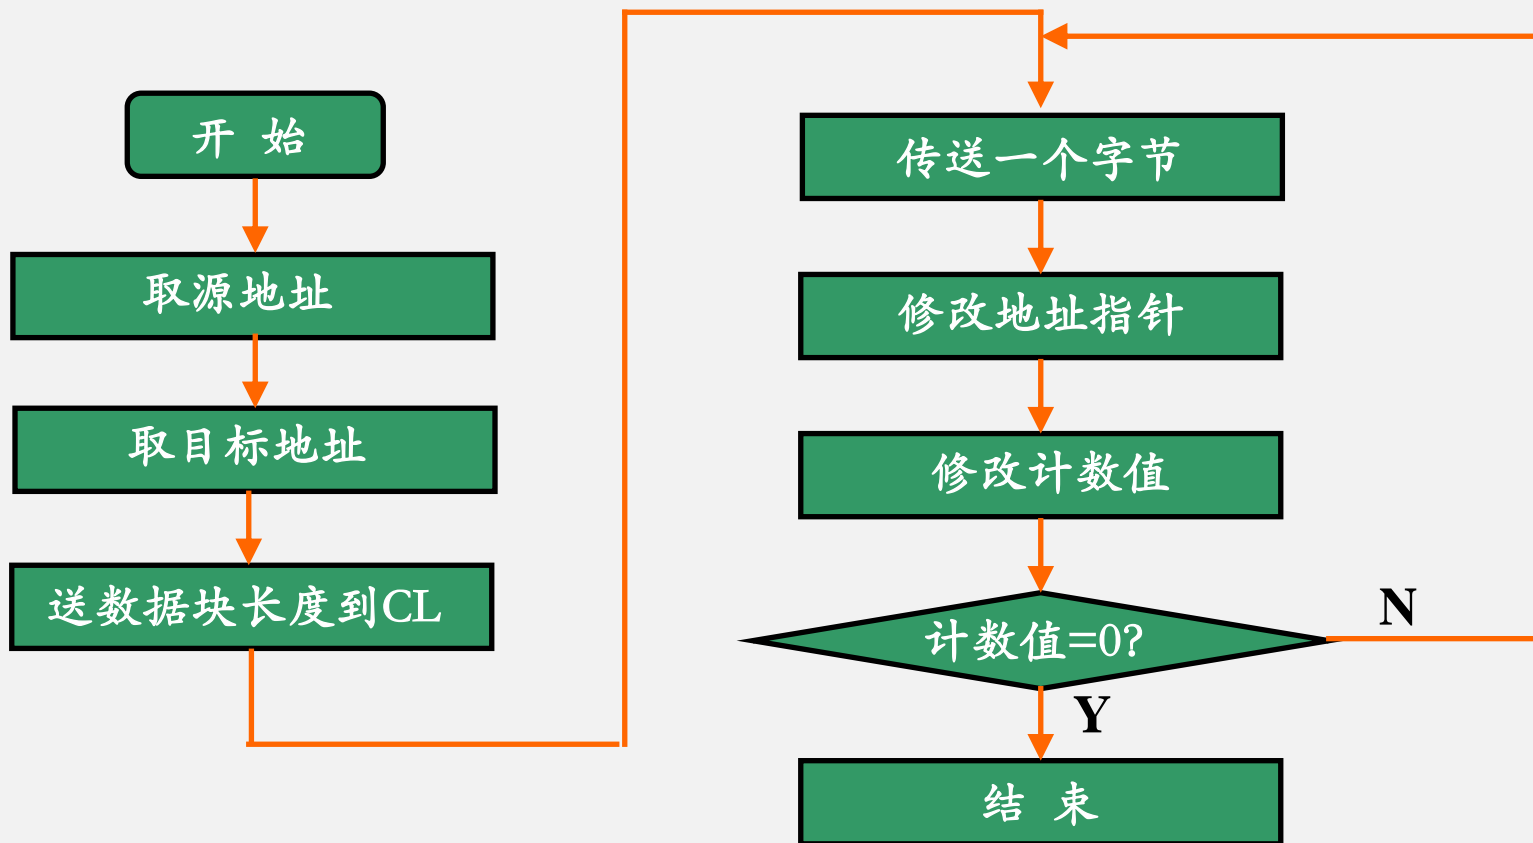 开 始
取源地址
取目标地址
送数据块长度到CL
传送一个字节
修改地址指针
修改计数值
计数值=0?
N
Y
结 束